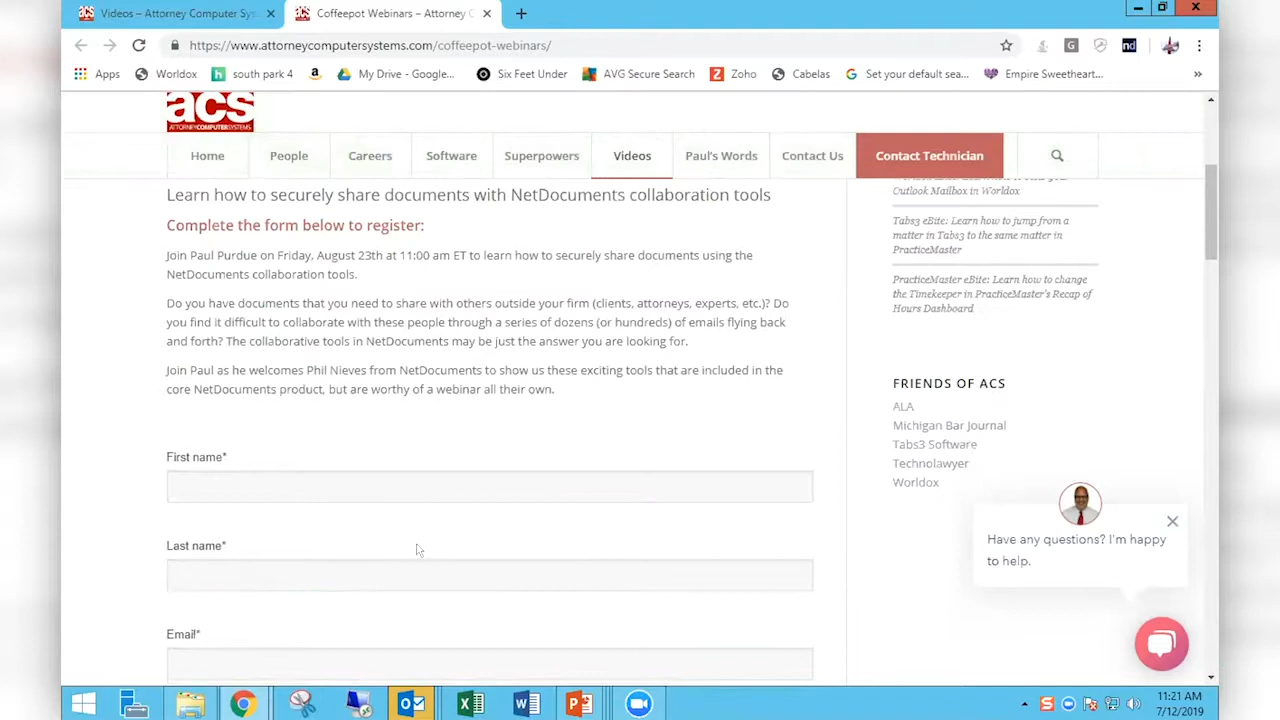 Videos – Attorney Computer Sys
Coffeepot Webinars – Attorney C
https://www.attorneycomputersystems.com/coffeepot-webinars/
Apps
Worldox
south park 4
My Drive - Google...
Six Feet Under
AVG Secure Search
Zoho
Cabelas
Set your default sea...
Empire Sweetheart...
acs
ATTORNEYCOMPUTERSYSTEMS
Home
People
Careers
Software
Superpowers
Videos
Paul's Words
Contact Us
Contact Technician
Learn how to securely share documents with NetDocuments collaboration tools
Complete the form below to register:
Join Paul Purdue on Friday, August 23th at 11:00 am ET to learn how to securely share documents using the
NetDocuments collaboration tools.
Do you have documents that you need to share with others outside your firm (clients, attorneys, experts, etc.)? Do
you find it difficult to collaborate with these people through a series of dozens (or hundreds) of emails flying back
and forth? The collaborative tools in NetDocuments may be just the answer you are looking for.
Join Paul as he welcomes Phil Nieves from NetDocuments to show us these exciting tools that are included in the
core NetDocuments product, but are worthy of a webinar all their own.
First name*
Last name*
Email*
Outlook Mailbox in Worldox
Tabs3 eBite: Learn how to jump from a
matter in Tabs3 to the same matter in
PracticeMaster
PracticeMaster eBite: Learn how to change
the Timekeeper in PracticeMaster's Recap of
Hours Dashboard
FRIENDS OF ACS
ALA
Michigan Bar Journal
Tabs3 Software
Technolawyer
Worldox
Have any questions? I'm happy
to help.
11:21 AM
7/12/2019